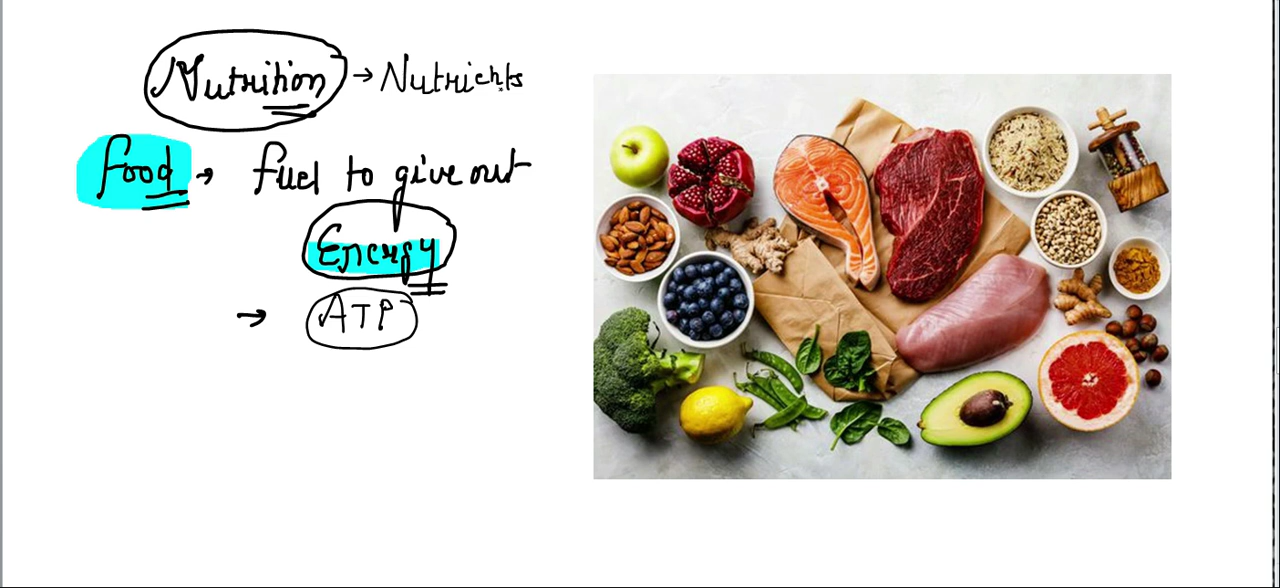 Nutrition → Nutrients
food → fuel to give out
Energy
→ ATP